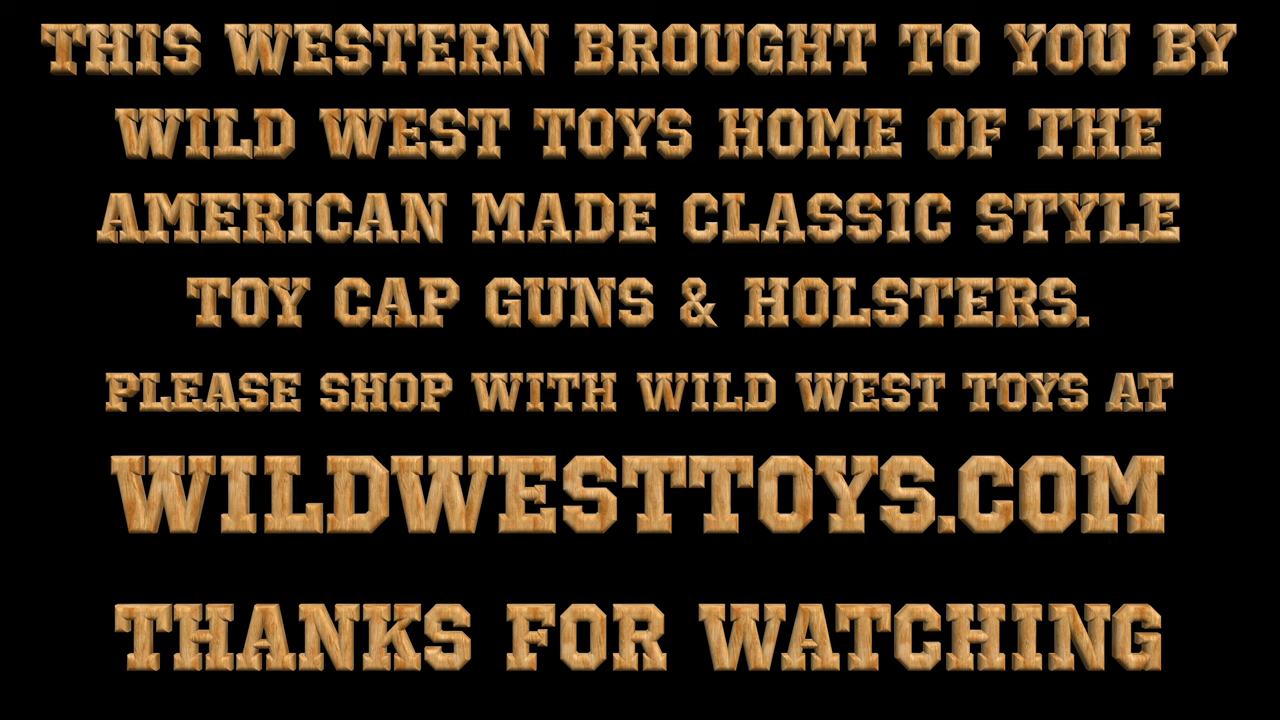 THIS WESTERN BROUGHT TO YOU BY
WILD WEST TOYS HOME OF THE
AMERICAN MADE CLASSIC STYLE
TOY CAP GUNS & HOLSTERS.
PLEASE SHOP WITH WILD WEST TOYS AT
WILDWESTTOYS.COM
THANKS FOR WATCHING